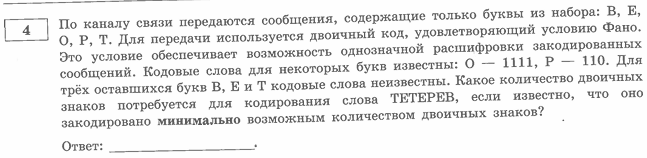 4
По каналу связи передаются сообщения, содержащие только буквы из набора: В, Е,
О, Р, Т. Для передачи используется двоичный код, удовлетворяющий условию Фано.
Это условие обеспечивает возможность однозначной расшифровки закодированных
сообщений. Кодовые слова для некоторых букв известны: О — 1111, Р — 110. Для
трёх оставшихся букв В, Е и Т кодовые слова неизвестны. Какое количество двоичных
знаков потребуется для кодирования слова ТЕТЕРЕВ, если известно, что оно
закодировано минимально возможным количеством двоичных знаков?
Ответ: ____________________.